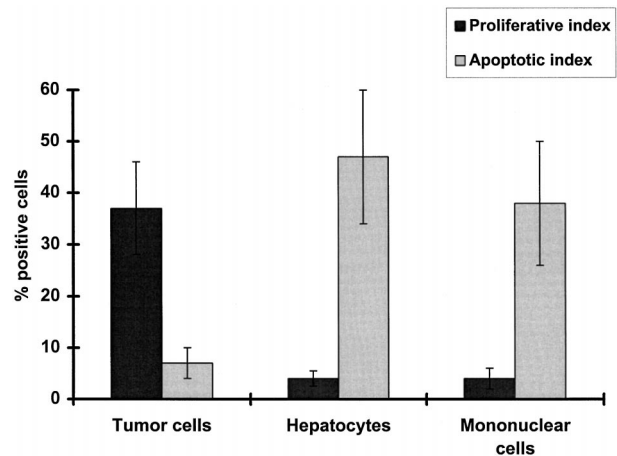 Proliferative index
Apoptotic index
60
50
40
30
20
10
0
% positive cells
Tumor cells
Hepatocytes
Mononuclear
cells